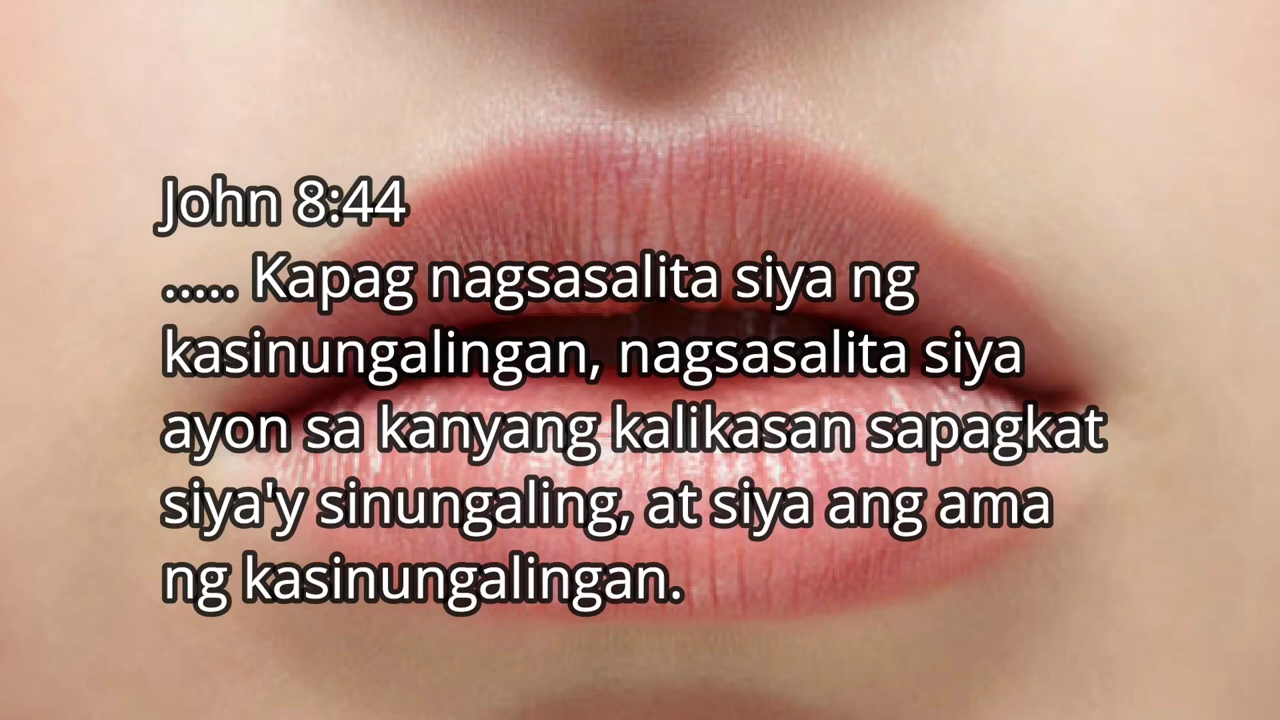 John 8:44
..... Kapag nagsasalita siya ng
kasinungalingan, nagsasalita siya
ayon sa kanyang kalikasan sapagkat
siya'y sinungaling, at siya ang ama
ng kasinungalingan.